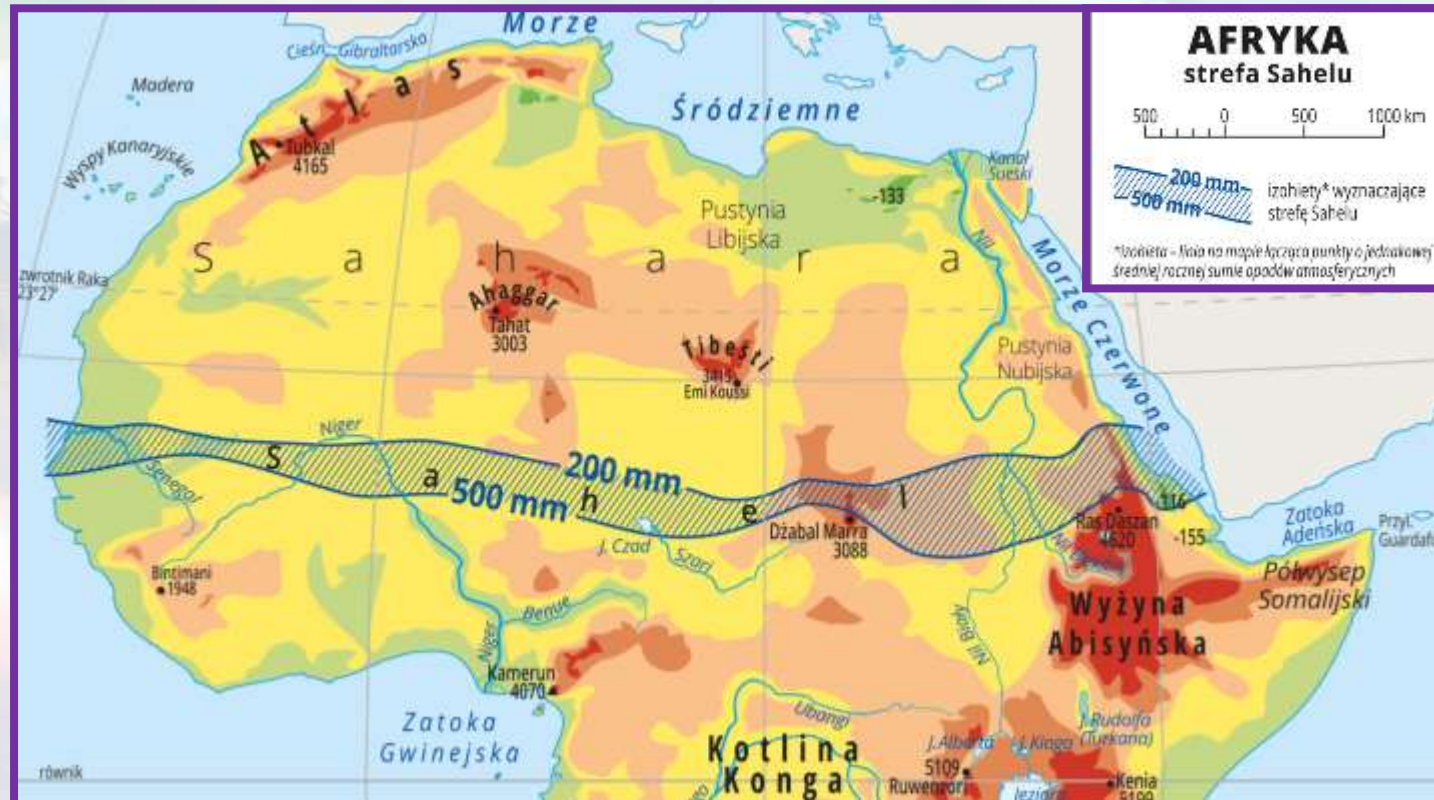 Morze
Cieśn. Gibraltarska
Madera
Atlas
Śródziemne
Tubkal
4165
Wyspy Kanaryjskie
Kanał
Sueski
-133
Pustynia
Libijska
Nil
Sahara
Morze Czerwone
zwrotnik Raka
23°27'
Ahaggar
Tahat
3003
Tibesti
3415
Emi Koussi
Pustynia
Nubijska
Niger
Senegal
Sahel
200 mm
500 mm
J. Czad
Szari
Dżabal Marra
3088
Ras Daszan
4620
-116
-155
Zatoka
Adeńska
Przyl.
Guardafu
Półwysep
Somalijski
Bintimani
1948
Benue
Niger
Nil Biały
Wyżyna
Abisyńska
Kamerun
4070
Zatoka
Gwinejska
Ubangi
Kotlina
Konga
J. Alberta
J. Kioga
J. Rudolfa
(Turkana)
5109
Ruwenzori
Kenia
5199
Jezioro
równik
AFRYKA
strefa Sahelu
500 0 500 1000 km
200 mm
500 mm
izohiety* wyznaczające
strefę Sahelu
*izohieta – linia na mapie łącząca punkty o jednakowej
średniej rocznej sumie opadów atmosferycznych